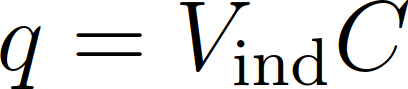 q = V_ind C